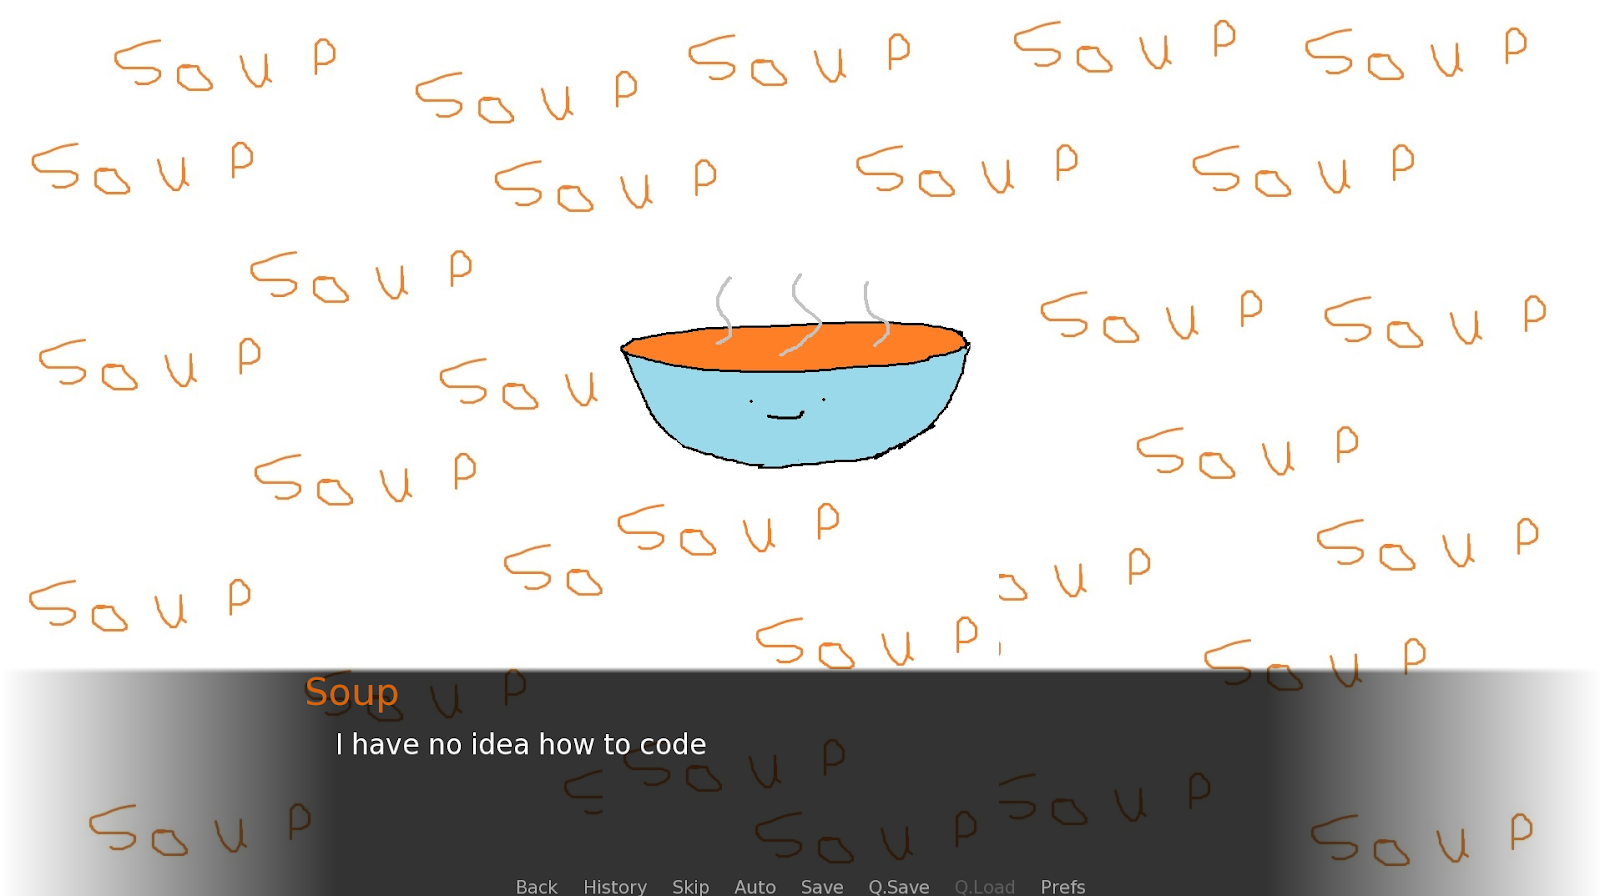 SOUP SOUP SOUP SOUP SOUP
SOUP SOUP SOUP SOUP
SOUP SOUP SOUP
SOUP SOU
SOUP SOUP
SOUP SOUP
SO OUP
SOUP
SOUP SOUP
SOUP
Soup
I have no idea how to code
SOUP
S SOUP
SOUP SOUP SOUP
Back History Skip Auto Save Q.Save Q.Load Prefs